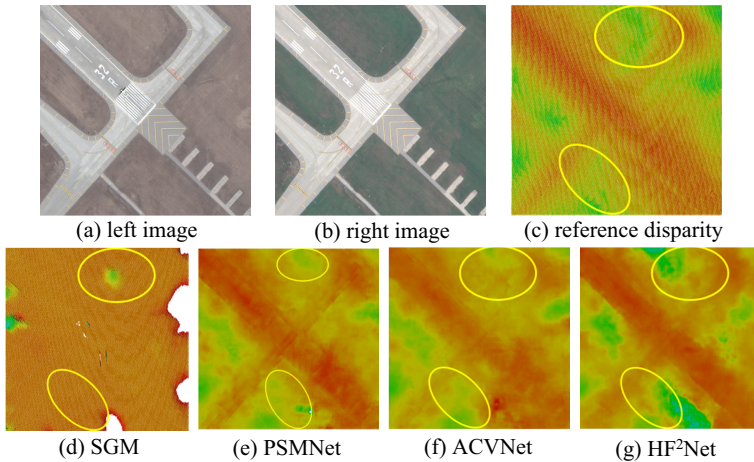 (a) left image
(b) right image
(c) reference disparity
(d) SGM
(e) PSMNet
(f) ACVNet
(g) HF²Net